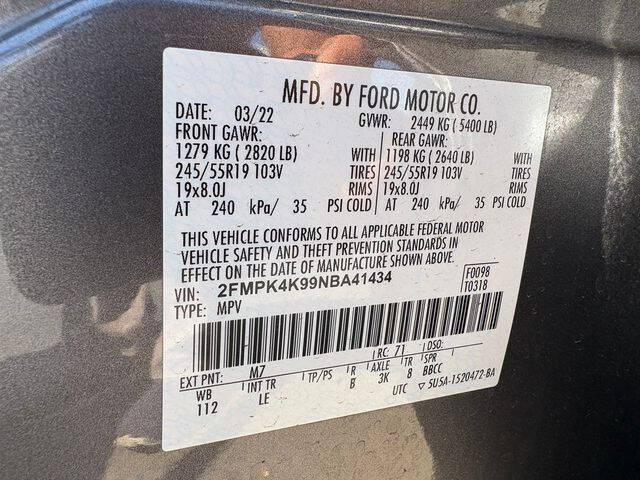 MFD. BY FORD MOTOR CO.
DATE: 03/22 GVWR: 2449 KG ( 5400 LB)
FRONT GAWR: REAR GAWR:
1279 KG ( 2820 LB) WITH 1198 KG ( 2640 LB) WITH
245/55R19 103V TIRES 245/55R19 103V TIRES
19x8.0J RIMS 19x8.0J RIMS
AT 240 kPa/ 35 PSI COLD AT 240 kPa/ 35 PSI COLD
THIS VEHICLE CONFORMS TO ALL APPLICABLE FEDERAL MOTOR
VEHICLE SAFETY AND THEFT PREVENTION STANDARDS IN
EFFECT ON THE DATE OF MANUFACTURE SHOWN ABOVE.
VIN: 2FMPK4K99NBA41434 F0098
TYPE: MPV T0318
EXT PNT: M7 RC: 71 DSO:
WB INT TR TP/PS R AXLE TR SPR
112 LE B 3K 8 BBCC
UTC ▽ 5U5A-1520472-BA